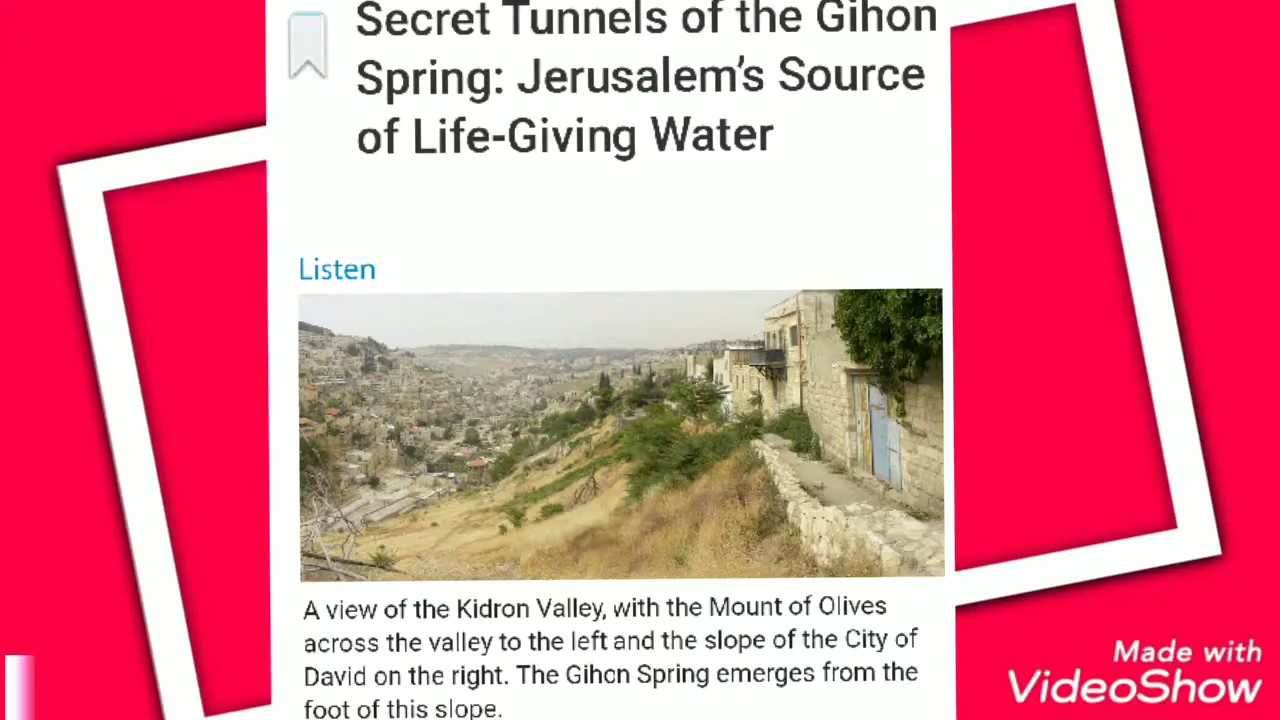 Secret Tunnels of the Gihon
Spring: Jerusalem's Source
of Life-Giving Water
Listen
A view of the Kidron Valley, with the Mount of Olives
across the valley to the left and the slope of the City of
David on the right. The Gihon Spring emerges from the
foot of this slope.
Made with
VideoShow